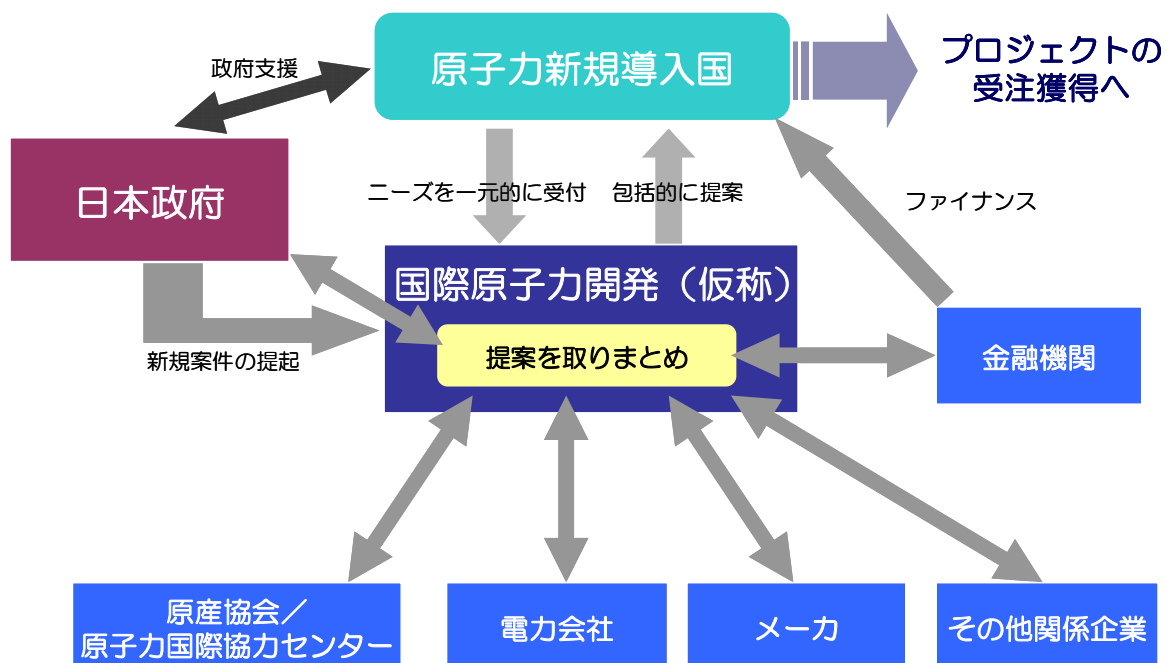 原子力新規導入国
プロジェクトの
受注獲得へ
政府支援
日本政府
ニーズを一元的に受付
包括的に提案
ファイナンス
国際原子力開発（仮称）
提案を取りまとめ
新規案件の提起
金融機関
原産協会／
原子力国際協力センター
電力会社
メーカ
その他関係企業